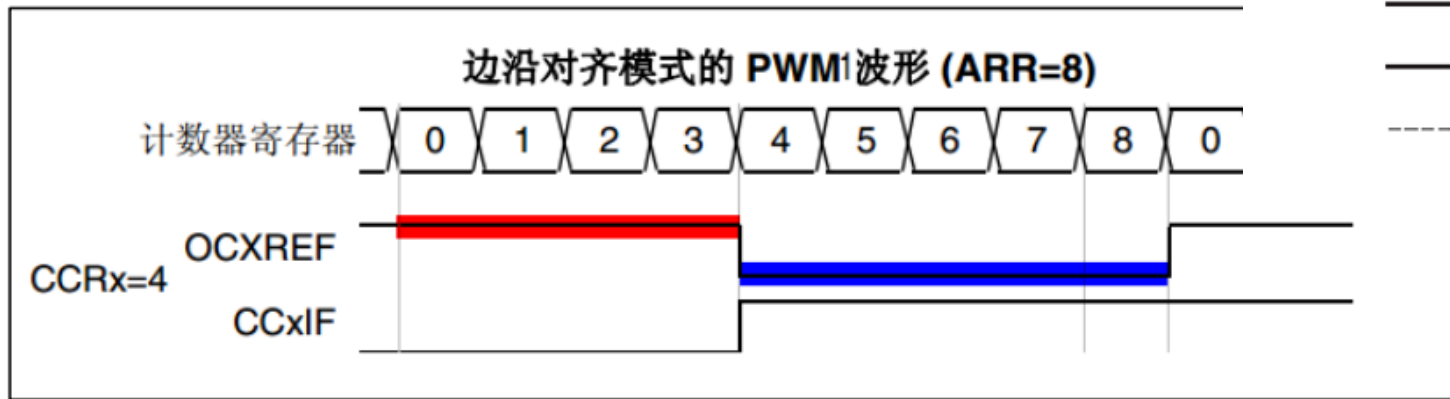 边沿对齐模式的 PWM1波形 (ARR=8)
计数器寄存器 0 1 2 3 4 5 6 7 8 0
OCXREF
CCRx=4
CCxIF